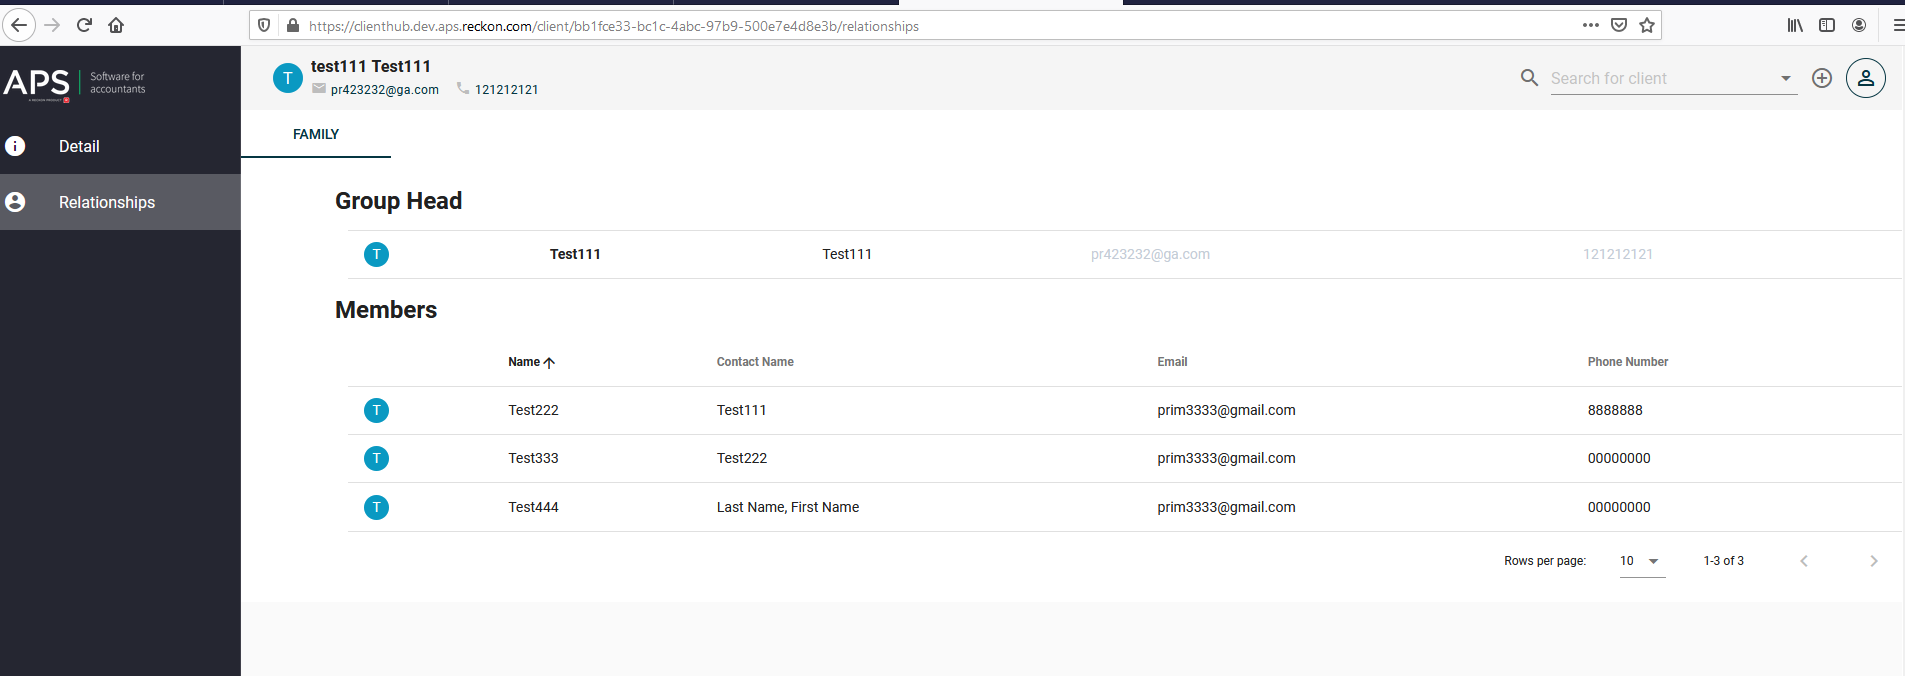 https://clienthub.dev.aps.reckon.com/client/bb1fce33-bc1c-4abc-97b9-500e7e4d8e3b/relationships
APS Software for accountants
A RECKON PRODUCT
Detail
Relationships
T test111 Test111
pr423232@ga.com 121212121
Search for client
FAMILY
Group Head
T Test111 Test111 pr423232@ga.com 121212121
Members
Name Contact Name Email Phone Number
T Test222 Test111 prim3333@gmail.com 8888888
T Test333 Test222 prim3333@gmail.com 00000000
T Test444 Last Name, First Name prim3333@gmail.com 00000000
Rows per page: 10 1-3 of 3